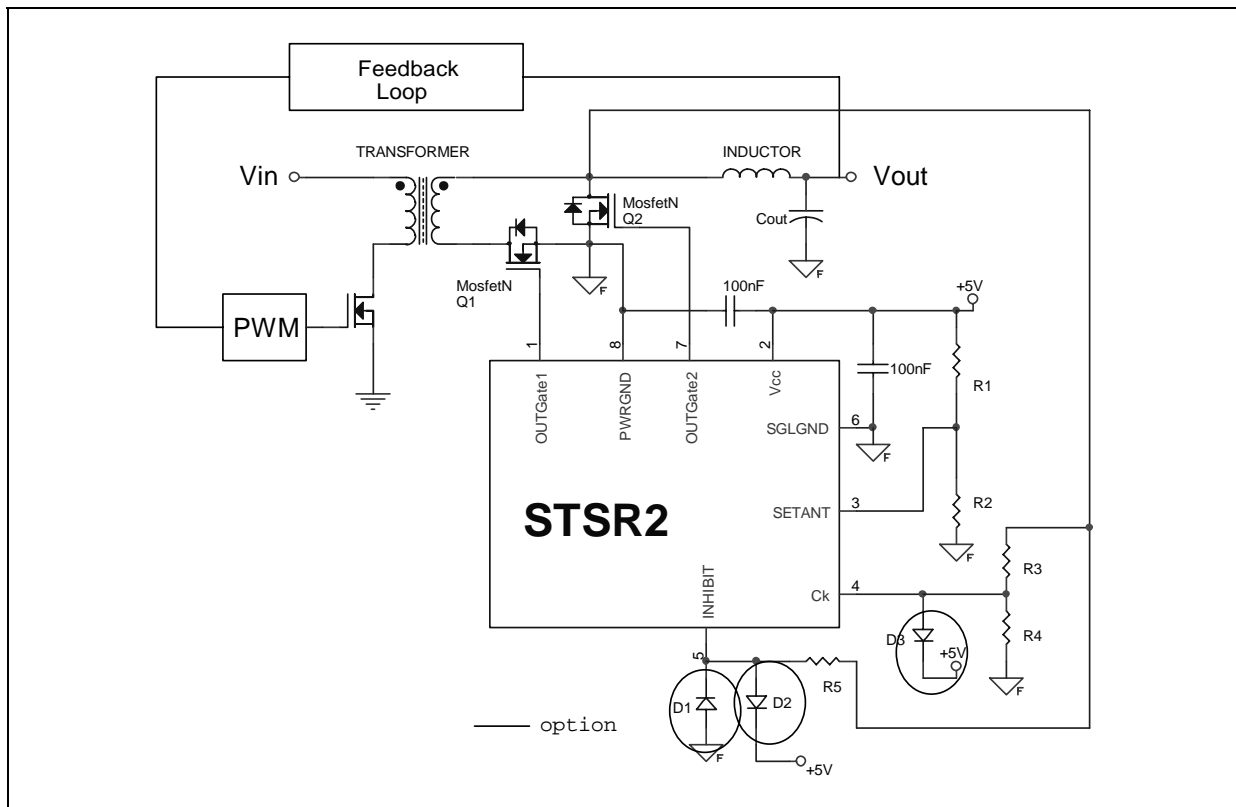 Feedback
Loop
TRANSFORMER
INDUCTOR
Vin
Vout
MosfetN
Q2
Cout
F
F
MosfetN
Q1
100nF
+5V
PWM
1
8
7
2
100nF
R1
OUTGate1
PWRGND
OUTGate2
Vcc
SGLGND
6
F
STSR2
SETANT
3
R2
F
INHIBIT
Ck
4
R3
D3
+5V
R4
F
5
R5
D1
D2
option
F
+5V